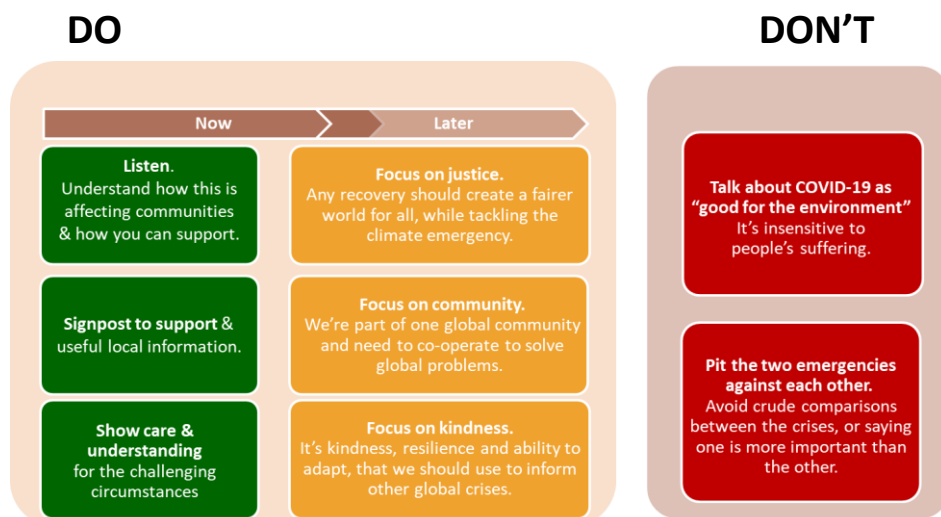 DO
DON'T
Now
Later
Listen.
Understand how this is
affecting communities
& how you can support.
Focus on justice.
Any recovery should create a fairer
world for all, while tackling the
climate emergency.
Signpost to support &
useful local information.
Focus on community.
We're part of one global community
and need to co-operate to solve
global problems.
Show care &
understanding
for the challenging
circumstances
Focus on kindness.
It's kindness, resilience and ability to
adapt, that we should use to inform
other global crises.
Talk about COVID-19 as
“good for the environment”
It's insensitive to
people's suffering.
Pit the two emergencies
against each other.
Avoid crude comparisons
between the crises, or saying
one is more important than
the other.